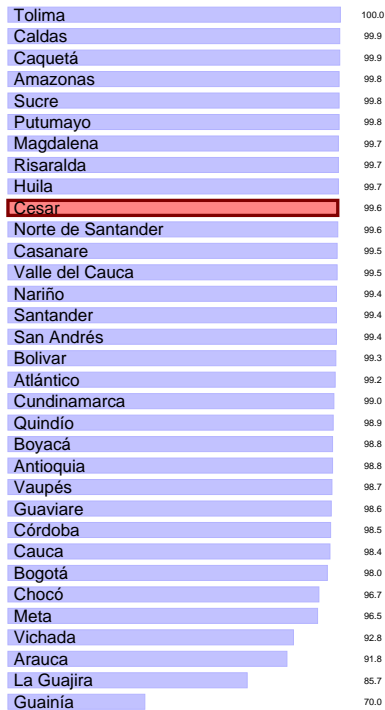 Tolima 100.0
Caldas 99.9
Caquetá 99.9
Amazonas 99.8
Sucre 99.8
Putumayo 99.8
Magdalena 99.7
Risaralda 99.7
Huila 99.7
Cesar 99.6
Norte de Santander 99.6
Casanare 99.5
Valle del Cauca 99.5
Nariño 99.4
Santander 99.4
San Andrés 99.4
Bolivar 99.3
Atlántico 99.2
Cundinamarca 99.0
Quindío 98.9
Boyacá 98.8
Antioquia 98.8
Vaupés 98.7
Guaviare 98.6
Córdoba 98.5
Cauca 98.4
Bogotá 98.0
Chocó 96.7
Meta 96.5
Vichada 92.8
Arauca 91.8
La Guajira 85.7
Guainía 70.0